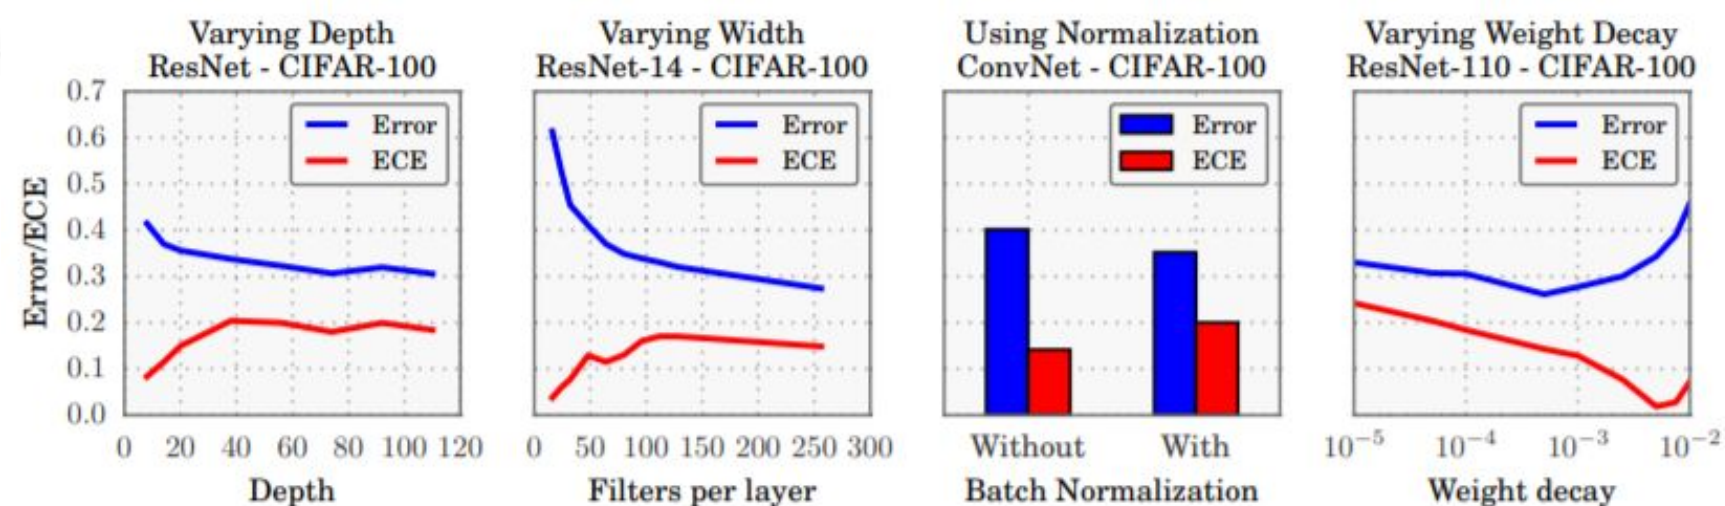 Varying Depth
ResNet - CIFAR-100
Varying Width
ResNet-14 - CIFAR-100
Using Normalization
ConvNet - CIFAR-100
Varying Weight Decay
ResNet-110 - CIFAR-100
Error/ECE
0.7
0.6
0.5
0.4
0.3
0.2
0.1
0.0
Error
ECE
Error
ECE
Error
ECE
Error
ECE
0 20 40 60 80 100 120
0 50 100 150 200 250 300
Without With
10⁻⁵ 10⁻⁴ 10⁻³ 10⁻²
Depth
Filters per layer
Batch Normalization
Weight decay